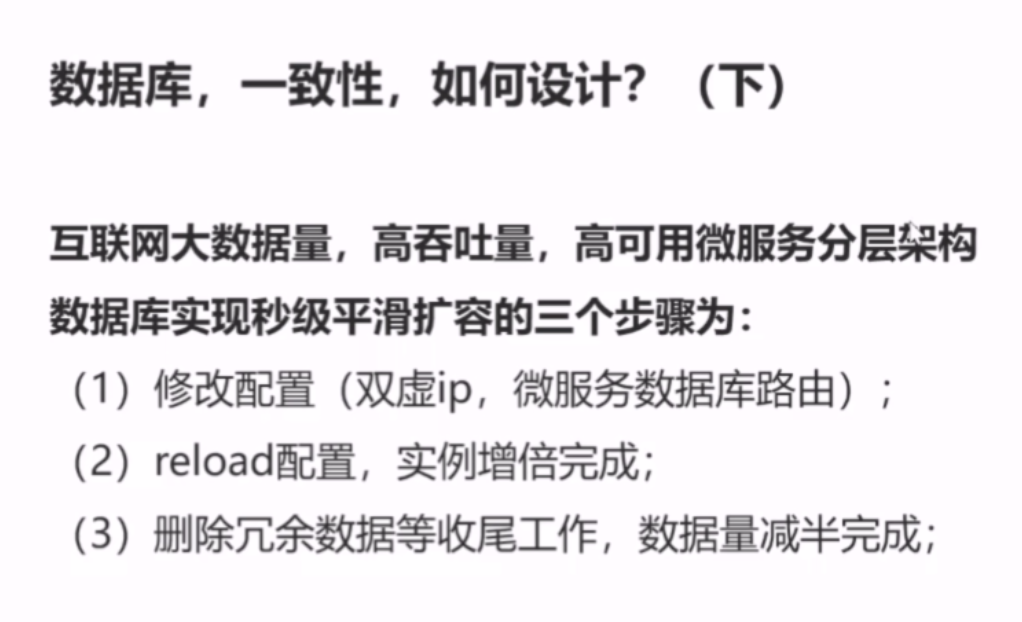 数据库，一致性，如何设计？（下）
互联网大数据量，高吞吐量，高可用微服务分层架构
数据库实现秒级平滑扩容的三个步骤为：
（1）修改配置（双虚ip，微服务数据库路由）；
（2）reload配置，实例增倍完成；
（3）删除冗余数据等收尾工作，数据量减半完成；